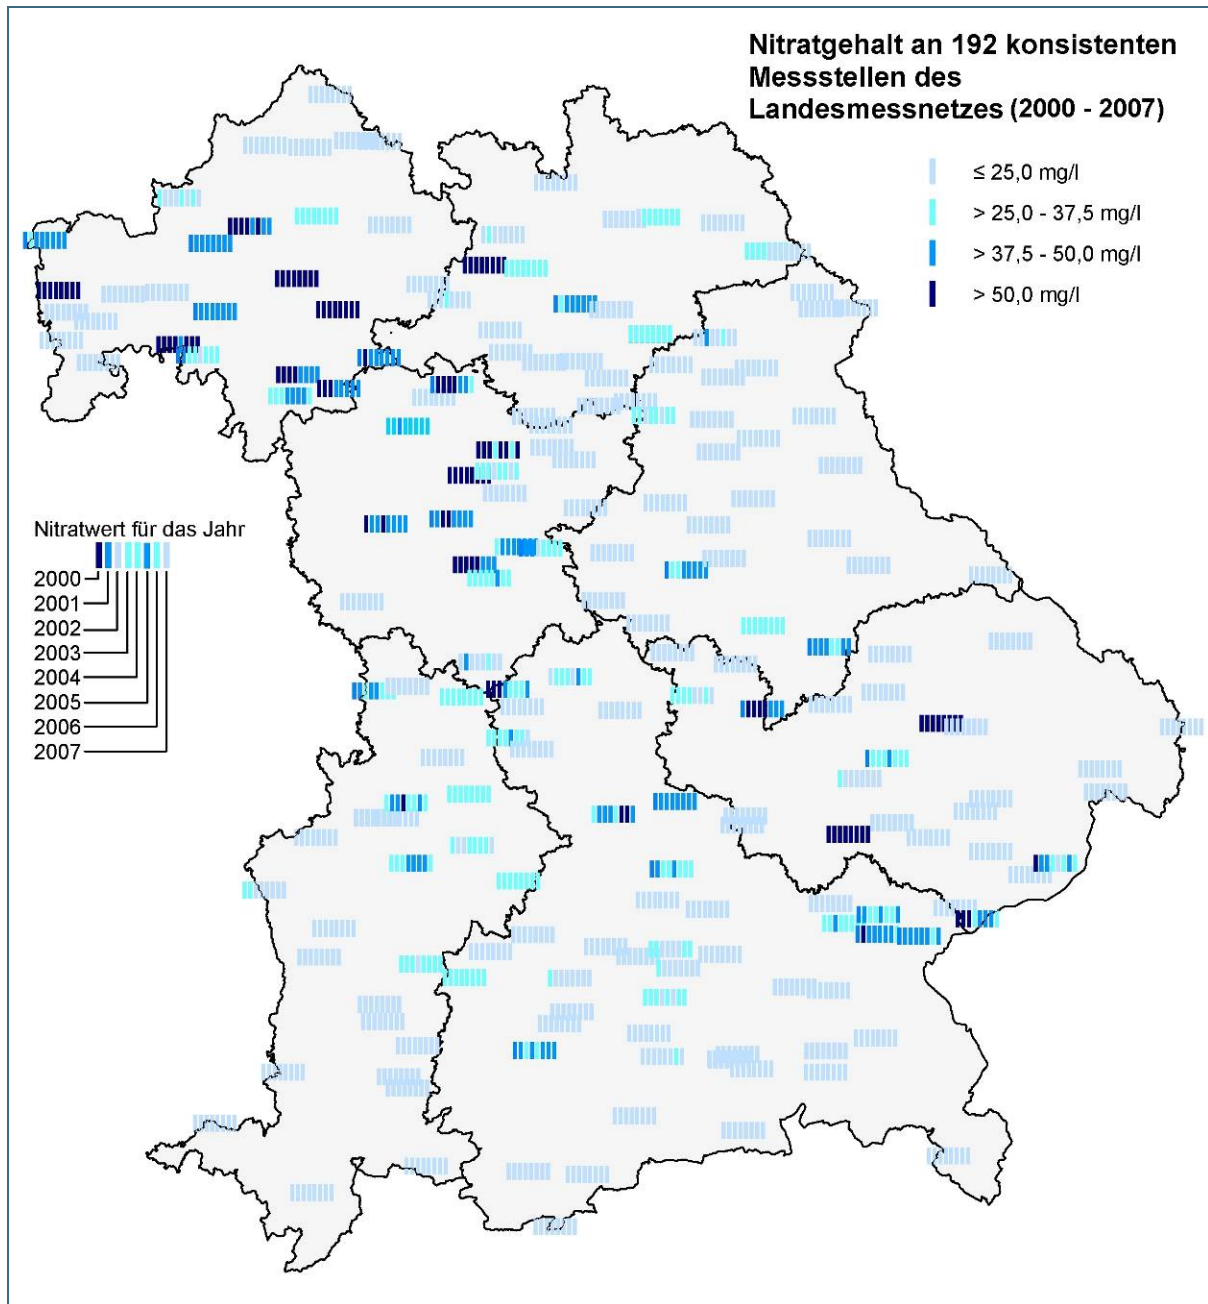 Nitratgehalt an 192 konsistenten
Messstellen des
Landesmessnetzes (2000 - 2007)
≤ 25,0 mg/l
> 25,0 - 37,5 mg/l
> 37,5 - 50,0 mg/l
> 50,0 mg/l
Nitratwert für das Jahr
2000
2001
2002
2003
2004
2005
2006
2007